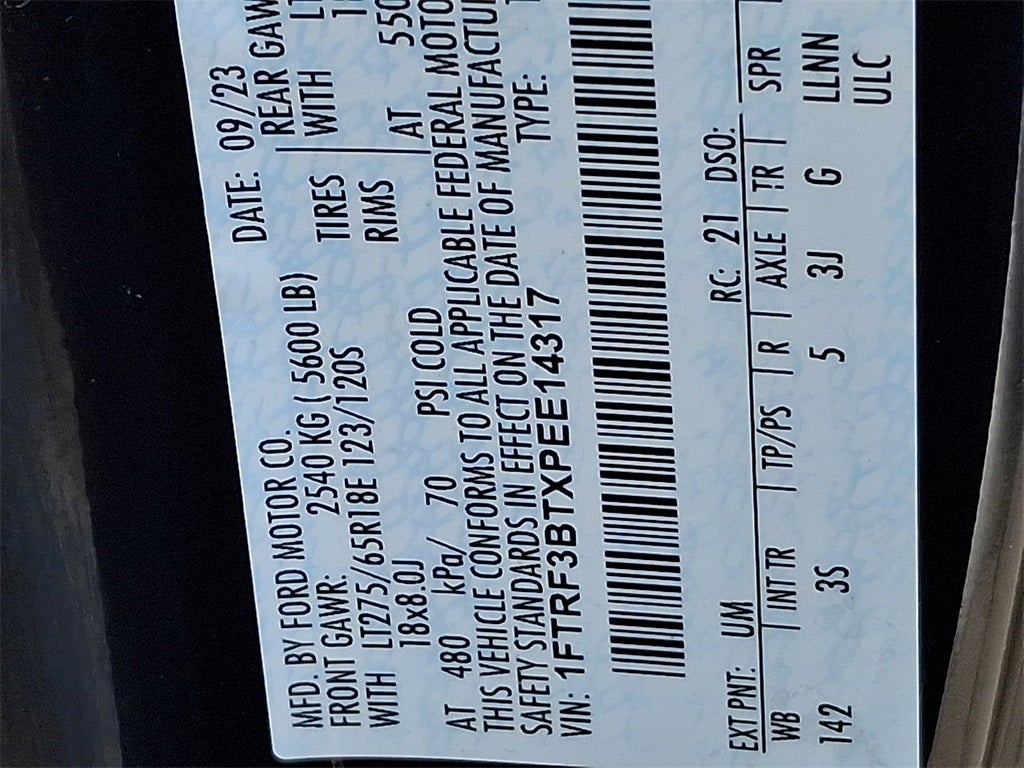 MFD. BY FORD MOTOR CO. DATE: 09/23
FRONT GAWR: 2540 KG ( 5600 LB) REAR GAW
WITH LT275/65R18E 123/120S TIRES WITH LT
18x8.0J RIMS
AT 480 kPa/ 70 PSI COLD AT 550
THIS VEHICLE CONFORMS TO ALL APPLICABLE FEDERAL MOTO
SAFETY STANDARDS IN EFFECT ON THE DATE OF MANUFACTU
VIN: 1FTRF3BTXPEE14317 TYPE:
EXT PNT: UM RC: 21 DSO:
WB | INT TR | TP/PS | R | AXLE | TR | SPR
142 3S 5 3J G LLNN
ULC